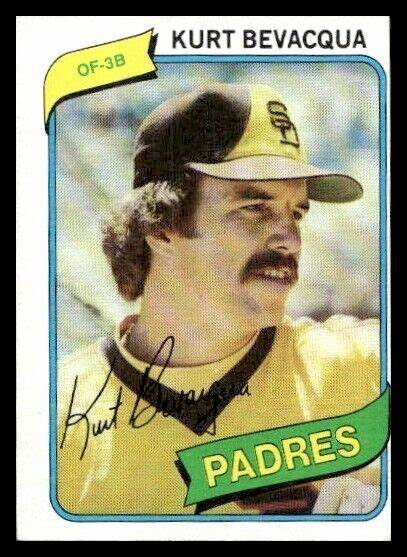 KURT BEVACQUA
OF-3B
SD
Kurt Bevacqua
PADRES